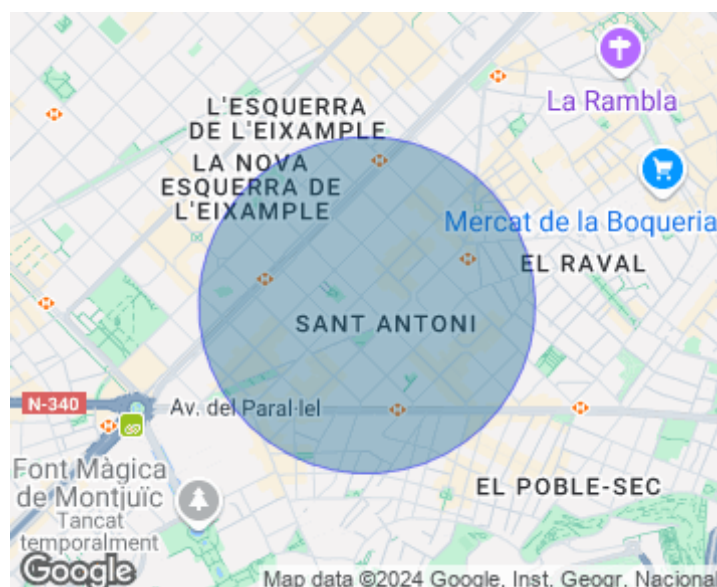 La Rambla
L'ESQUERRA
DE L'EIXAMPLE
LA NOVA
ESQUERRA DE
L'EIXAMPLE
Mercat de la Boqueria
EL RAVAL
SANT ANTONI
N-340
Av. del Paral·lel
Font Màgica
de Montjuïc
Tancat
temporalment
EL POBLE-SEC
Google
Map data ©2024 Google, Inst. Geogr. Nacional